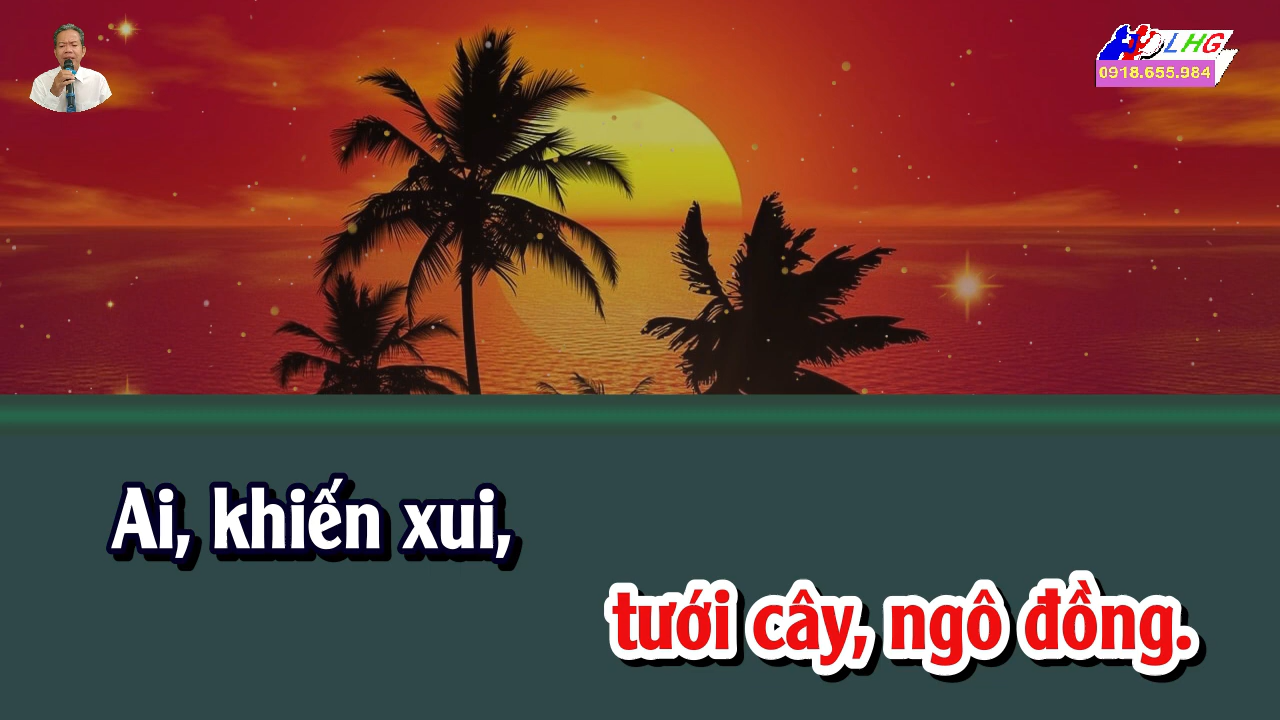 LHG
0918.655.984
Ai, khiến xui,
tưới cây, ngô đồng.